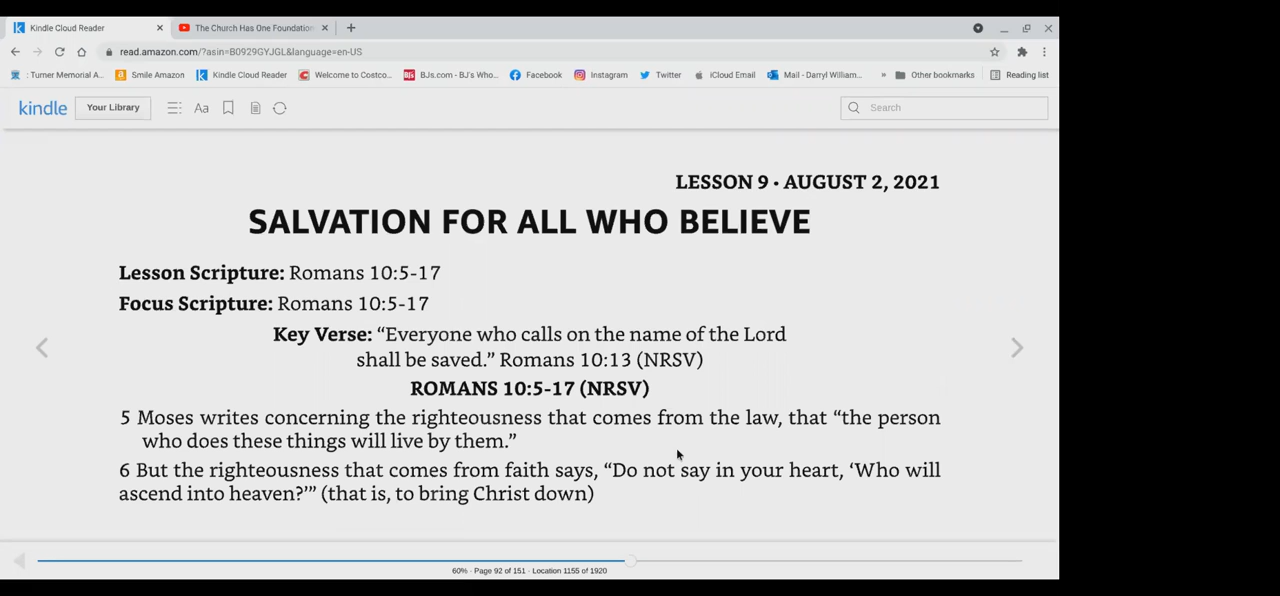 Kindle Cloud Reader
The Church Has One Foundation
read.amazon.com/?asin=B0929GYJGL&language=en-US
: Turner Memorial A... Smile Amazon Kindle Cloud Reader Welcome to Costco... BJs.com - BJ's Who... Facebook Instagram Twitter iCloud Email Mail - Darryl William... » Other bookmarks Reading list
kindle Your Library Aa Search
LESSON 9 • AUGUST 2, 2021
SALVATION FOR ALL WHO BELIEVE
Lesson Scripture: Romans 10:5-17
Focus Scripture: Romans 10:5-17
Key Verse: “Everyone who calls on the name of the Lord
shall be saved.” Romans 10:13 (NRSV)
ROMANS 10:5-17 (NRSV)
5 Moses writes concerning the righteousness that comes from the law, that “the person
who does these things will live by them.”
6 But the righteousness that comes from faith says, “Do not say in your heart, ‘Who will
ascend into heaven?’” (that is, to bring Christ down)
60% · Page 92 of 151 · Location 1155 of 1920